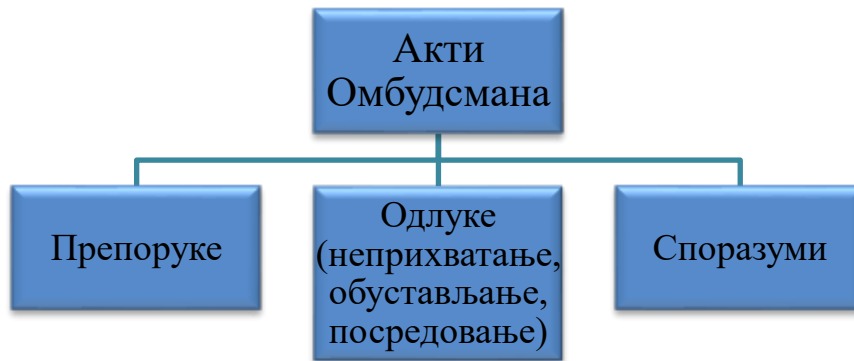 Акти
Омбудсмана
Препоруке
Одлуке
(неприхватање,
обустављање,
посредовање)
Споразуми